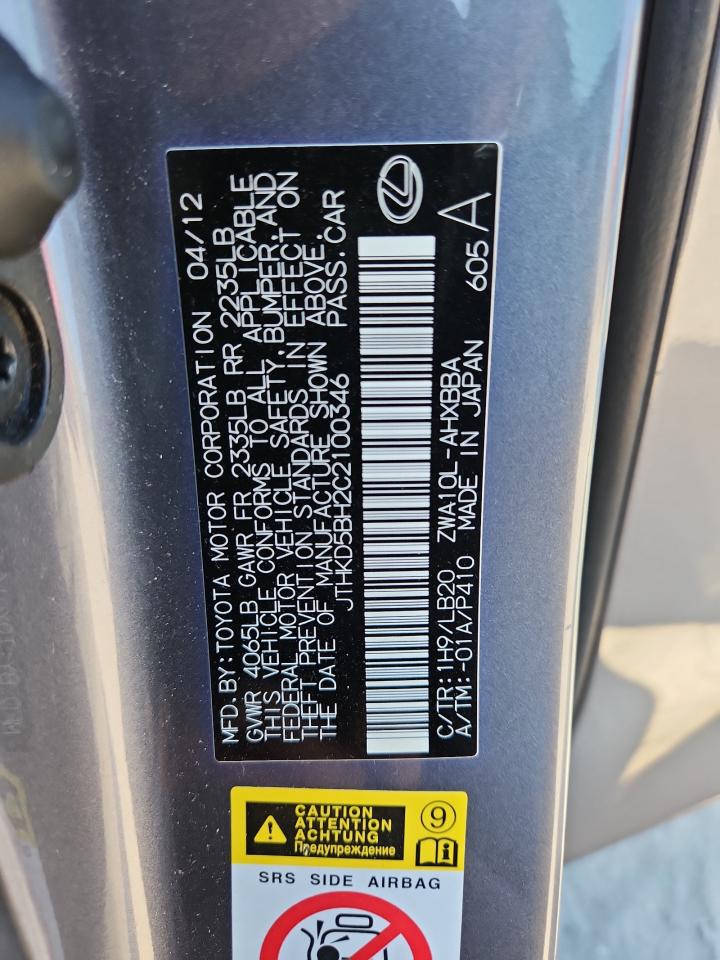 MFD. BY: TOYOTA MOTOR CORPORATION 04/12
GVWR 4065LB GAWR FR 2335LB RR 2235LB
THIS VEHICLE CONFORMS TO ALL APPLICABLE
FEDERAL MOTOR VEHICLE SAFETY, BUMPER, AND
THEFT PREVENTION STANDARDS IN EFFECT ON
THE DATE OF MANUFACTURE SHOWN ABOVE.
JTHKD5BH2C2100346 PASS. CAR
C/TR: 1H9/LB20 ZWA10L-AHXBBA
A/TM: -01A/P410 MADE IN JAPAN 605 A
CAUTION
ATTENTION
ACHTUNG
Предупреждение
9
SRS SIDE AIRBAG